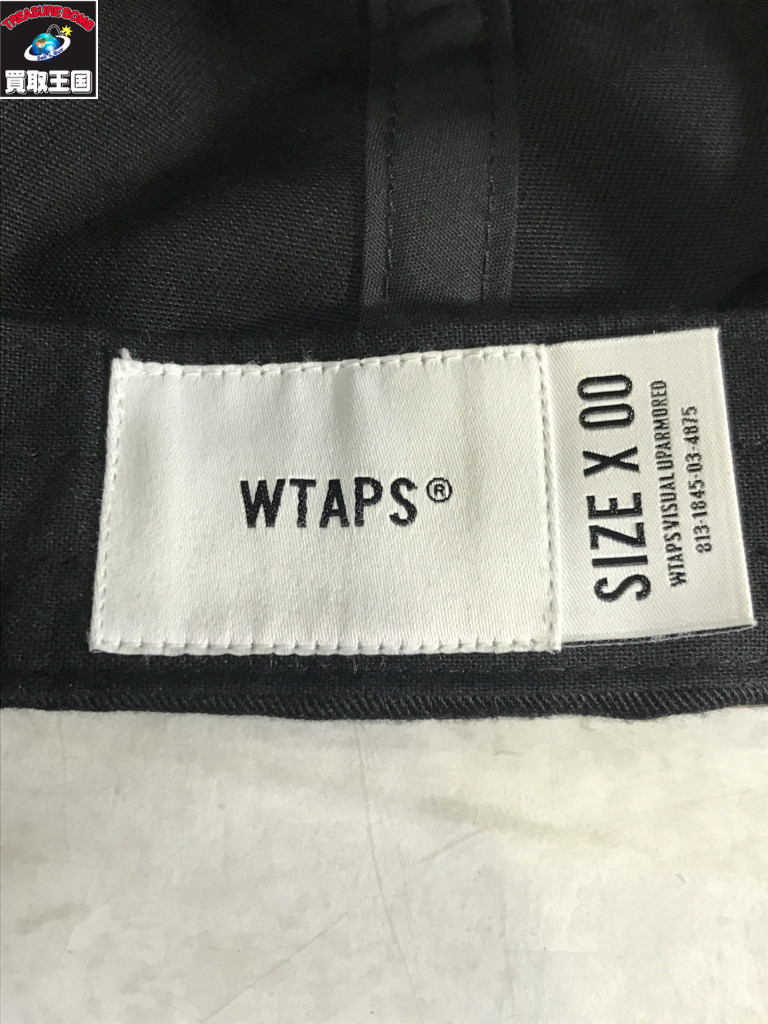 TREASURE BOMB
買取王国
WTAPS®
SIZE X 00
WTAPS VISUAL UPARMORED
813-1845-03-4875